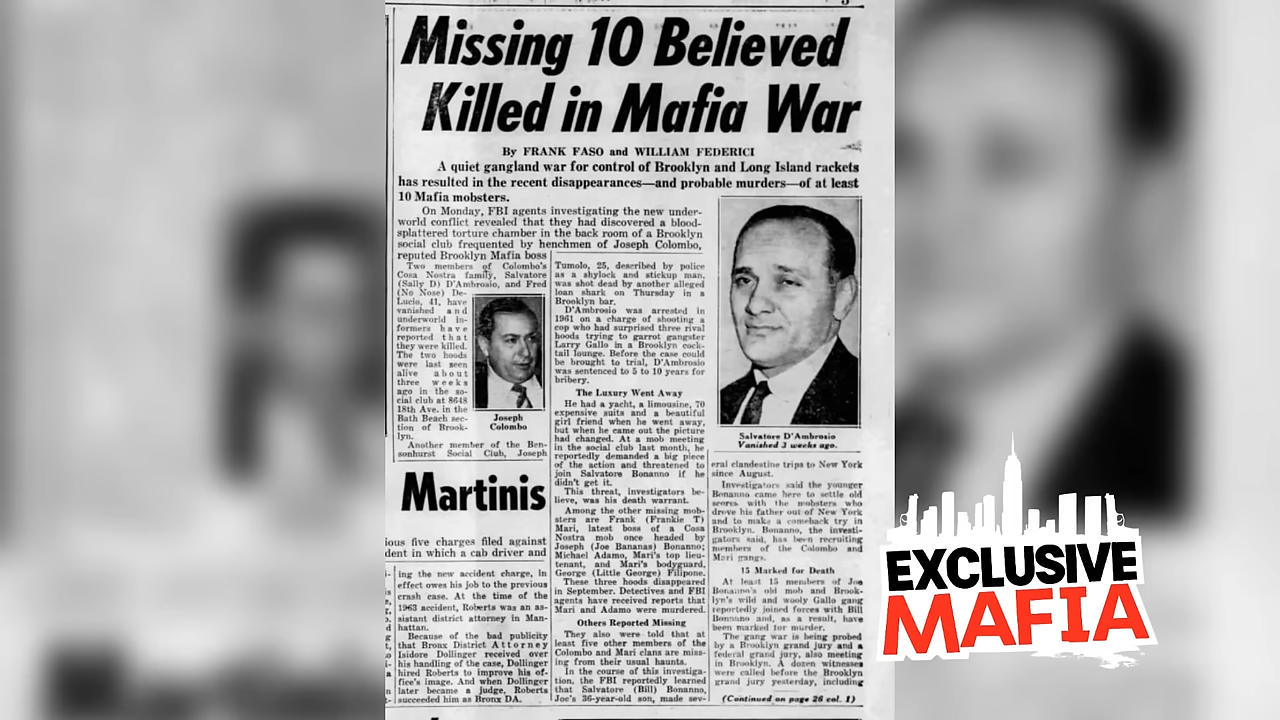 Missing 10 Believed
Killed in Mafia War
By FRANK FASO and WILLIAM FEDERICI
A quiet gangland war for control of Brooklyn and Long Island rackets
has resulted in the recent disappearances—and probable murders—of at least
10 Mafia mobsters.
On Monday, FBI agents investigating the new under-
world conflict revealed that they had discovered a blood-
splattered torture chamber in the back room of a Brooklyn
social club frequented by henchmen of Joseph Colombo,
reputed Brooklyn Mafia boss
Two members of Colombo's
Cosa Nostra family, Salvatore
(Sally D) D'Ambrosio, and Fred
(No Nose) De-
Lucio, 41, have
vanished and
underworld in-
formers have
reported that
they were killed.
The two hoods
were last seen
alive about
three weeks
ago in the so-
cial club at 8648
18th Ave. in the
Bath Beach sec-
tion of Brook-
lyn.
Another member of the Ben-
sonhurst Social Club, Joseph
Joseph
Colombo
Tumolo, 25, described by police
as a shylock and stickup man,
was shot dead by another alleged
loan shark on Thursday in a
Brooklyn bar.
D'Ambrosio was arrested in
1961 on a charge of shooting a
cop who had surprised three rival
hoods trying to garrot gangster
Larry Gallo in a Brooklyn cock-
tail lounge. Before the case could
be brought to trial, D'Ambrosio
was sentenced to 5 to 10 years for
bribery.
The Luxury Went Away
He had a yacht, a limousine, 70
expensive suits and a beautiful
girl friend when he went away,
but when he came out the picture
had changed. At a mob meeting
in the social club last month, he
reportedly demanded a big piece
of the action and threatened to
join Salvatore Bonanno if he
didn't get it.
This threat, investigators be-
lieve, was his death warrant.
Among the other missing mob-
sters are Frank (Frankie T)
Mari, latest boss of a Cosa
Nostra mob once headed by
Joseph (Joe Bananas) Bonanno;
Michael Adamo, Mari's top lieu-
tenant, and Mari's bodyguard,
George (Little George) Filipone.
These three hoods disappeared
in September. Detectives and FBI
agents have received reports that
Mari and Adamo were murdered.
Others Reported Missing
They also were told that at
least five other members of the
Colombo and Mari clans are miss-
ing from their usual haunts.
In the course of this investiga-
tion, the FBI reportedly learned
that Salvatore (Bill) Bonanno,
Joe's 36-year-old son, made sev-
Salvatore D'Ambrosio
Vanished 3 weeks ago.
eral clandestine trips to New York
since August.
Investigators said the younger
Bonanno came here to settle old
scores with the mobsters who
drove his father out of New York
and to make a comeback try in
Brooklyn. Bonanno, the investi-
gators said, has been recruiting
members of the Colombo and
Mari gangs.
15 Marked for Death
At least 15 members of Joe
Bonanno's old mob and Brook-
lyn's wild and wooly Gallo gang
reportedly joined forces with Bill
Bonnano and, as a result, have
been marked for murder.
The gang war is being probed
by a Brooklyn grand jury and a
federal grand jury, also meeting
in Brooklyn. A dozen witnesses
were called before the Brooklyn
grand jury yesterday, including
(Continued on page 26 col. 1)
Martinis
ious five charges filed against
dent in which a cab driver and
ing the new accident charge, in
effect owes his job to the previous
crash case. At the time of the
1963 accident, Roberts was an as-
sistant district attorney in Man-
hattan.
Because of the bad publicity
that Bronx District Attorney
Isidore Dollinger received over
his handling of the case, Dollinger
hired Roberts to improve his of-
fice's image. And when Dollinger
later became a judge, Roberts
succeeded him as Bronx DA.
EXCLUSIVE
MAFIA